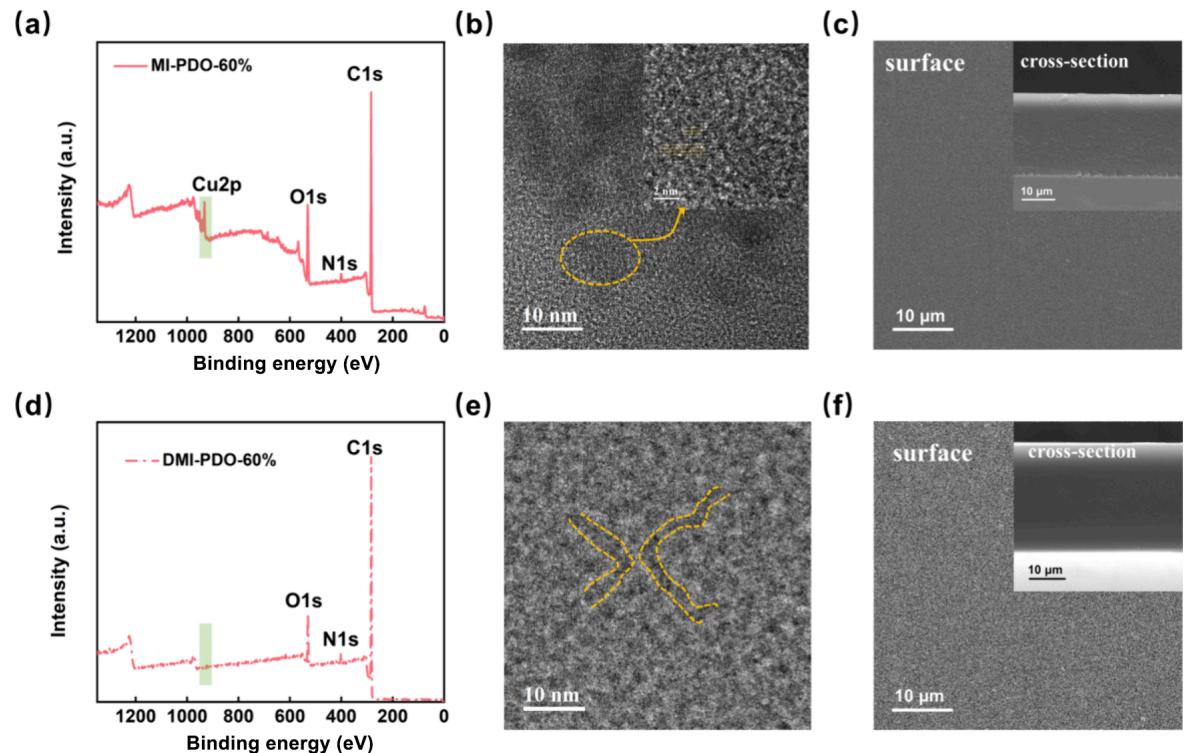 (a)
MI-PDO-60%
C1s
Cu2p
O1s
N1s
Intensity (a.u.)
1200 1000 800 600 400 200 0
Binding energy (eV)
(b)
2 nm
10 nm
(c)
surface
cross-section
10 μm
10 μm
(d)
DMI-PDO-60%
C1s
O1s
N1s
Intensity (a.u.)
1200 1000 800 600 400 200 0
Binding energy (eV)
(e)
10 nm
(f)
surface
cross-section
10 μm
10 μm